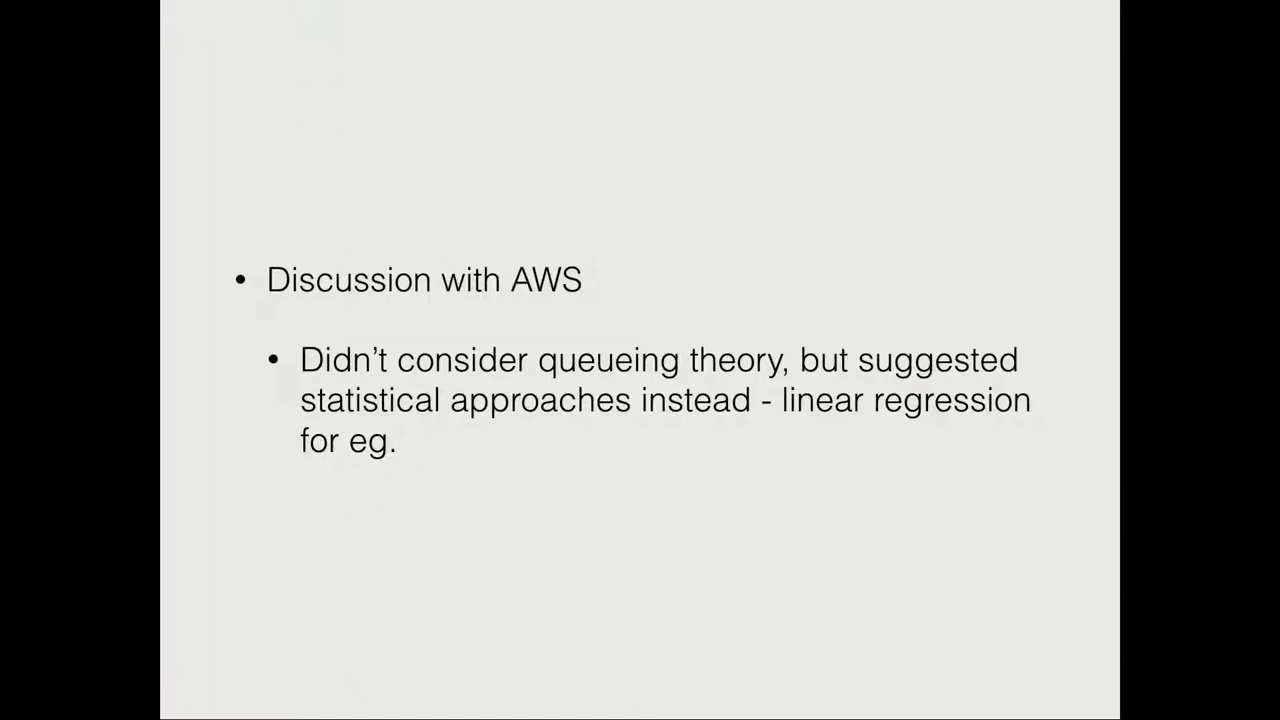 • Discussion with AWS
• Didn’t consider queueing theory, but suggested
statistical approaches instead - linear regression
for eg.